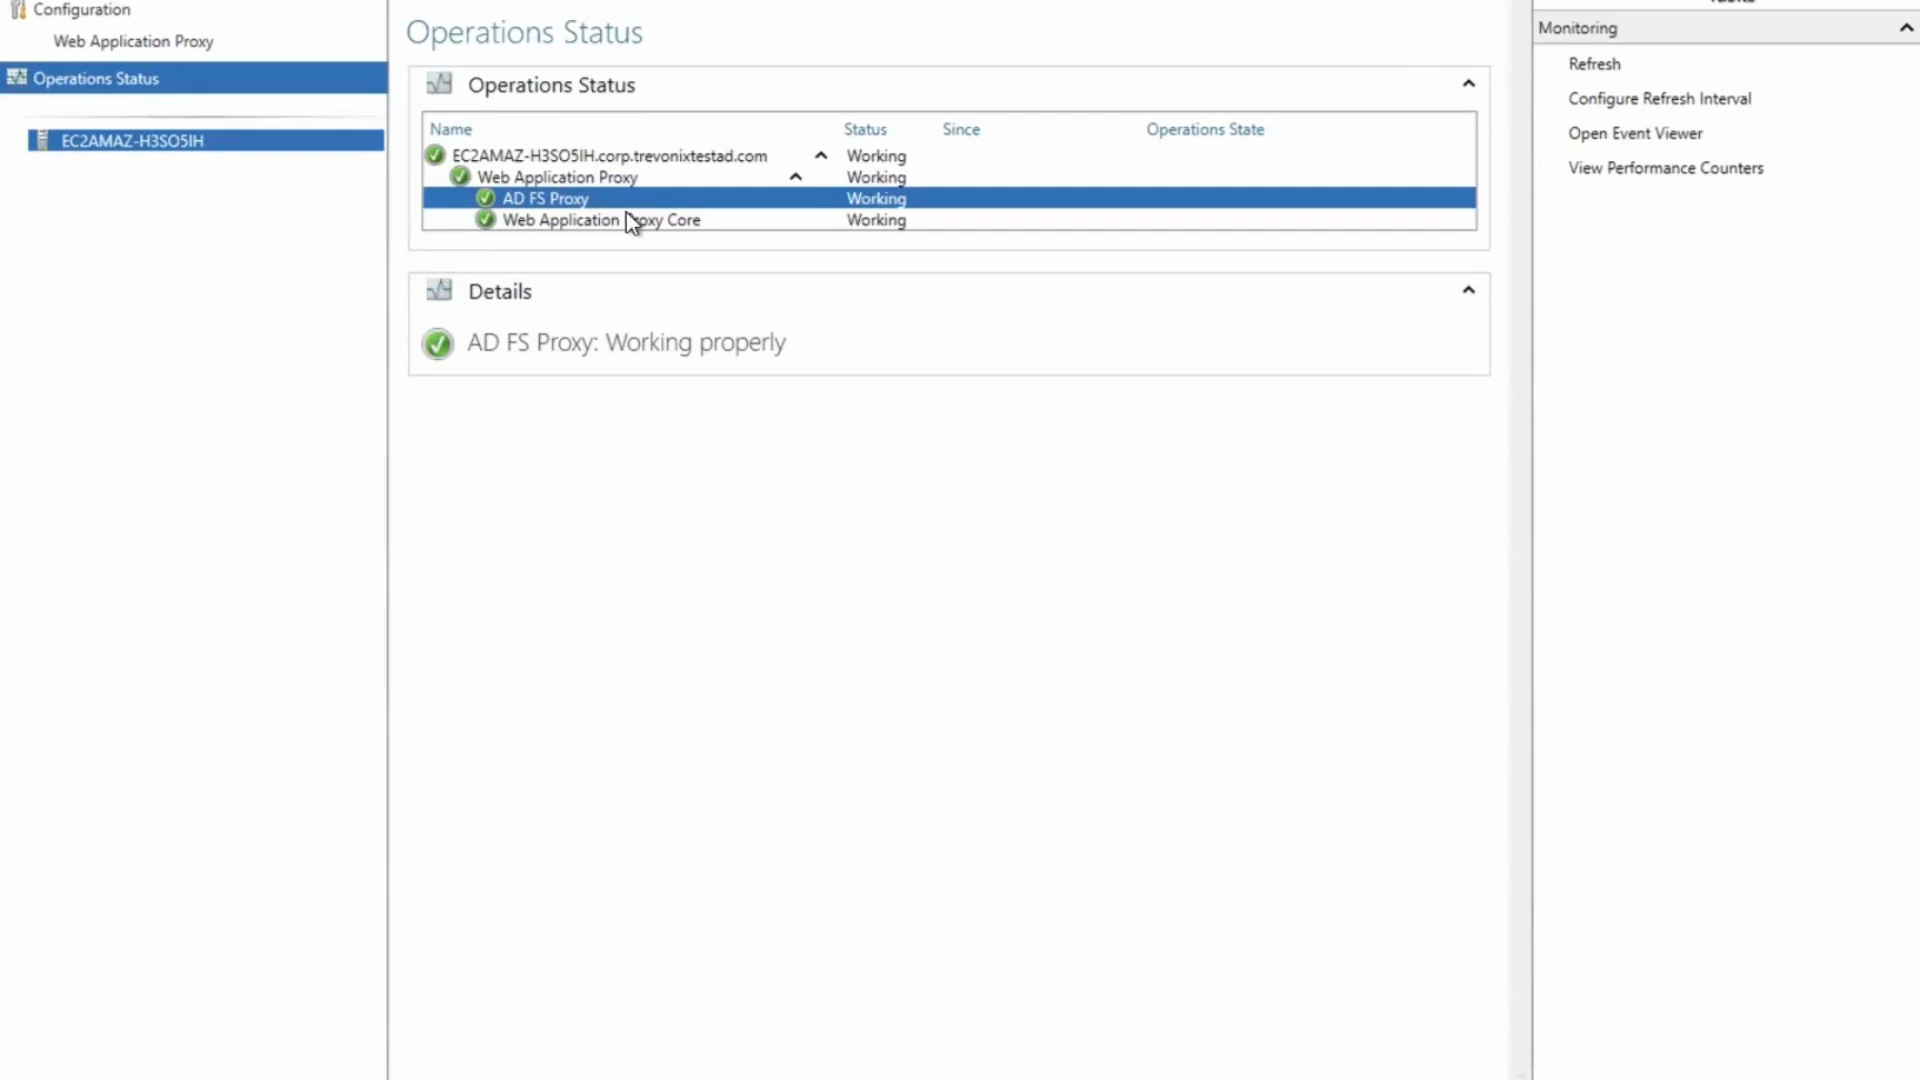 Configuration
Web Application Proxy
Operations Status
EC2AMAZ-H3SO5IH
Operations Status
Operations Status
Name Status Since Operations State
EC2AMAZ-H3SO5IH.corp.trevonixtestad.com Working
Web Application Proxy Working
AD FS Proxy Working
Web Application Proxy Core Working
Details
AD FS Proxy: Working properly
Monitoring
Refresh
Configure Refresh Interval
Open Event Viewer
View Performance Counters